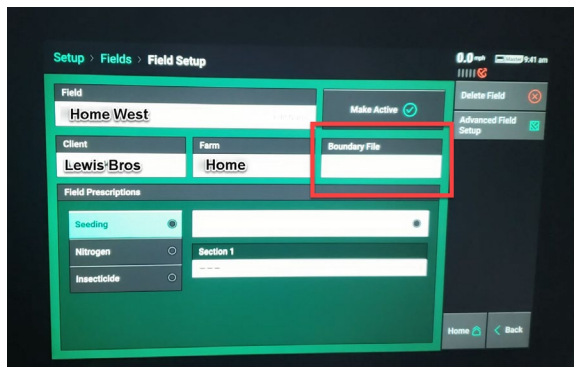 Setup > Fields > Field Setup
0.0 mph
9:41 am
Field
Home West
Make Active
Delete Field
Advanced Field
Setup
Client
Lewis Bros
Farm
Home
Boundary File
Field Prescriptions
Seeding
Nitrogen
Insecticide
Section 1
---
Home
< Back